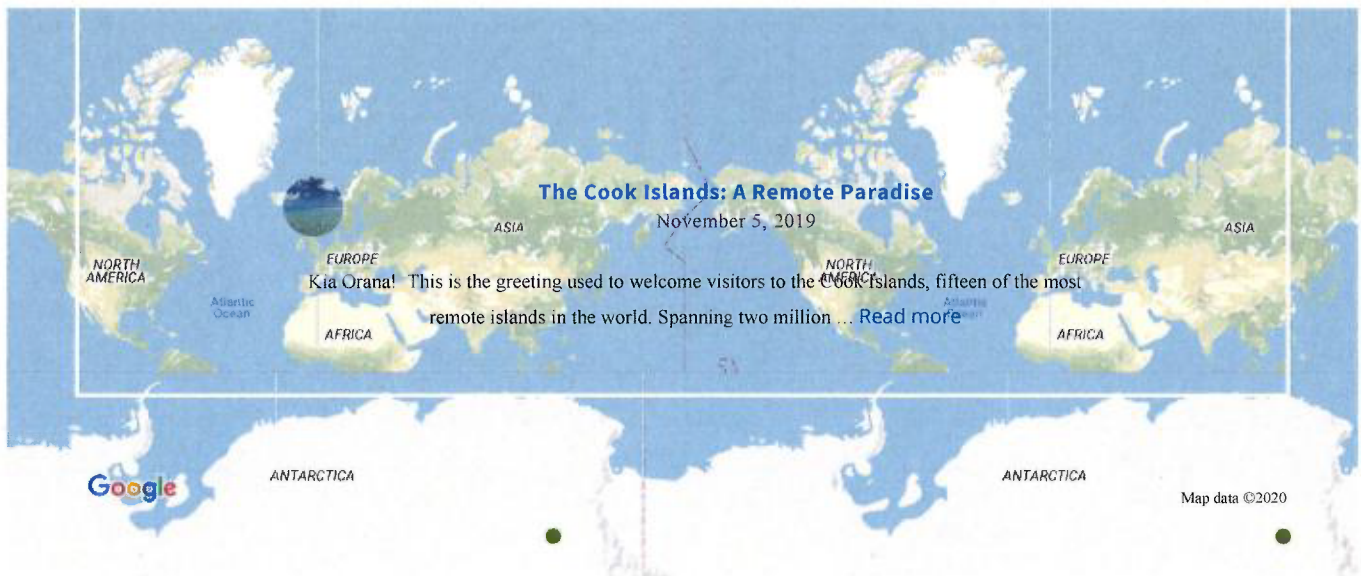 The Cook Islands: A Remote Paradise
November 5, 2019
ASIA
ASIA
NORTH
AMERICA
EUROPE
NORTH
AMERICA
EUROPE
Kia Orana! This is the greeting used to welcome visitors to the Cook Islands, fifteen of the most
Atlantic
Ocean
Atlantic
Ocean
remote islands in the world. Spanning two million ... Read more
AFRICA
AFRICA
ANTARCTICA
ANTARCTICA
Google
Map data ©2020